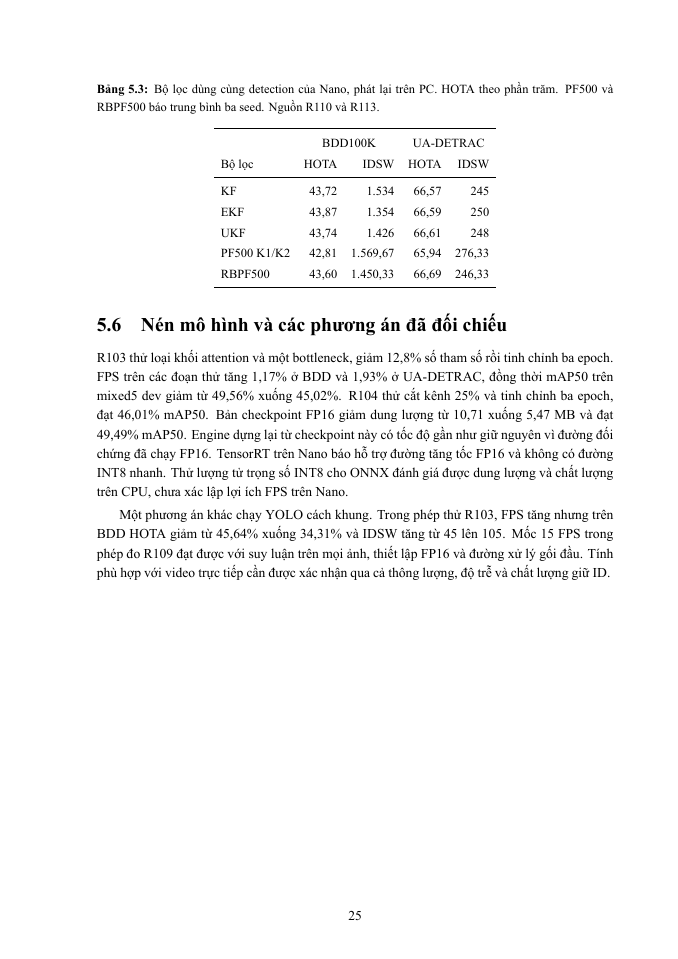 Bảng 5.3: Bộ lọc dùng cùng detection của Nano, phát lại trên PC. HOTA theo phần trăm. PF500 và
RBPF500 báo trung bình ba seed. Nguồn R110 và R113.
BDD100K UA-DETRAC
Bộ lọc HOTA IDSW HOTA IDSW
KF 43,72 1.534 66,57 245
EKF 43,87 1.354 66,59 250
UKF 43,74 1.426 66,61 248
PF500 K1/K2 42,81 1.569,67 65,94 276,33
RBPF500 43,60 1.450,33 66,69 246,33
5.6 Nén mô hình và các phương án đã đối chiếu
R103 thử loại khối attention và một bottleneck, giảm 12,8% số tham số rồi tinh chỉnh ba epoch.
FPS trên các đoạn thử tăng 1,17% ở BDD và 1,93% ở UA-DETRAC, đồng thời mAP50 trên
mixed5 dev giảm từ 49,56% xuống 45,02%. R104 thử cắt kênh 25% và tinh chỉnh ba epoch,
đạt 46,01% mAP50. Bản checkpoint FP16 giảm dung lượng từ 10,71 xuống 5,47 MB và đạt
49,49% mAP50. Engine dựng lại từ checkpoint này có tốc độ gần như giữ nguyên vì đường đối
chứng đã chạy FP16. TensorRT trên Nano báo hỗ trợ đường tăng tốc FP16 và không có đường
INT8 nhanh. Thử lượng tử trọng số INT8 cho ONNX đánh giá được dung lượng và chất lượng
trên CPU, chưa xác lập lợi ích FPS trên Nano.
Một phương án khác chạy YOLO cách khung. Trong phép thử R103, FPS tăng nhưng trên
BDD HOTA giảm từ 45,64% xuống 34,31% và IDSW tăng từ 45 lên 105. Mốc 15 FPS trong
phép đo R109 đạt được với suy luận trên mọi ảnh, thiết lập FP16 và đường xử lý gối đầu. Tính
phù hợp với video trực tiếp cần được xác nhận qua cả thông lượng, độ trễ và chất lượng giữ ID.
25